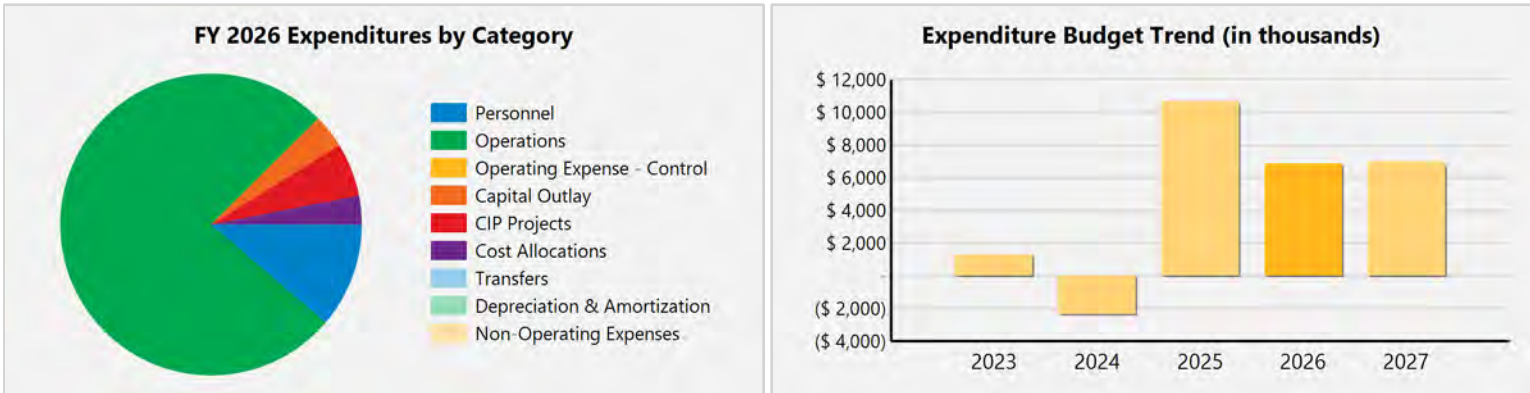 FY 2026 Expenditures by Category
Personnel
Operations
Operating Expense - Control
Capital Outlay
CIP Projects
Cost Allocations
Transfers
Depreciation & Amortization
Non-Operating Expenses
Expenditure Budget Trend (in thousands)
$ 12,000
$ 10,000
$ 8,000
$ 6,000
$ 4,000
$ 2,000
-
($ 2,000)
($ 4,000)
2023 2024 2025 2026 2027